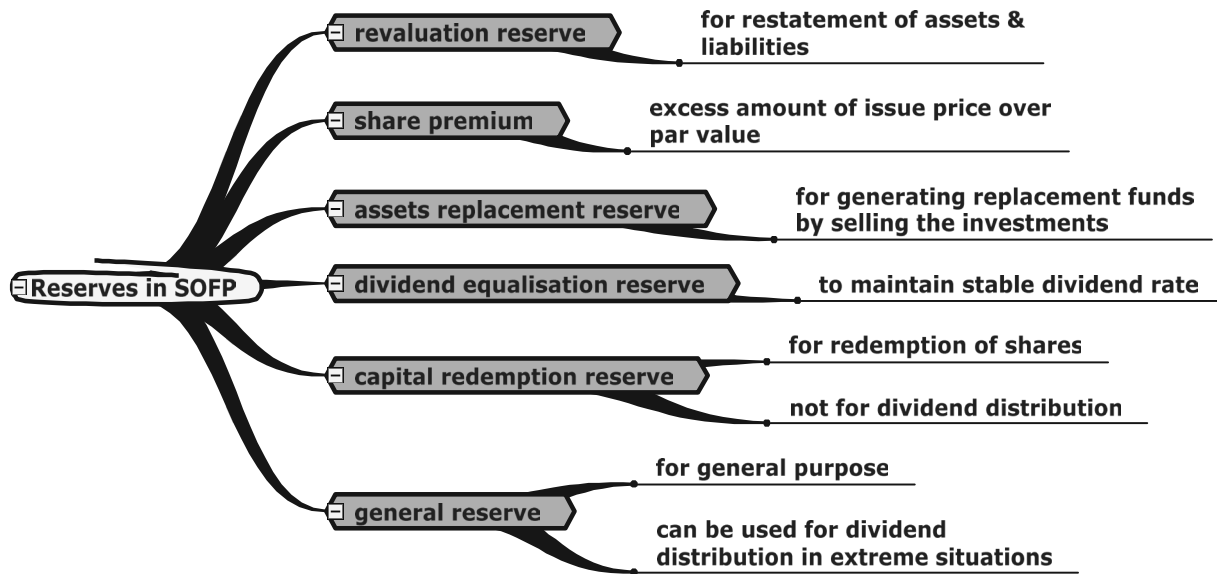 revaluation reserve
for restatement of assets &
liabilities
share premium
excess amount of issue price over
par value
assets replacement reserve
for generating replacement funds
by selling the investments
Reserves in SOFP
dividend equalisation reserve
to maintain stable dividend rate
capital redemption reserve
for redemption of shares
not for dividend distribution
general reserve
for general purpose
can be used for dividend
distribution in extreme situations